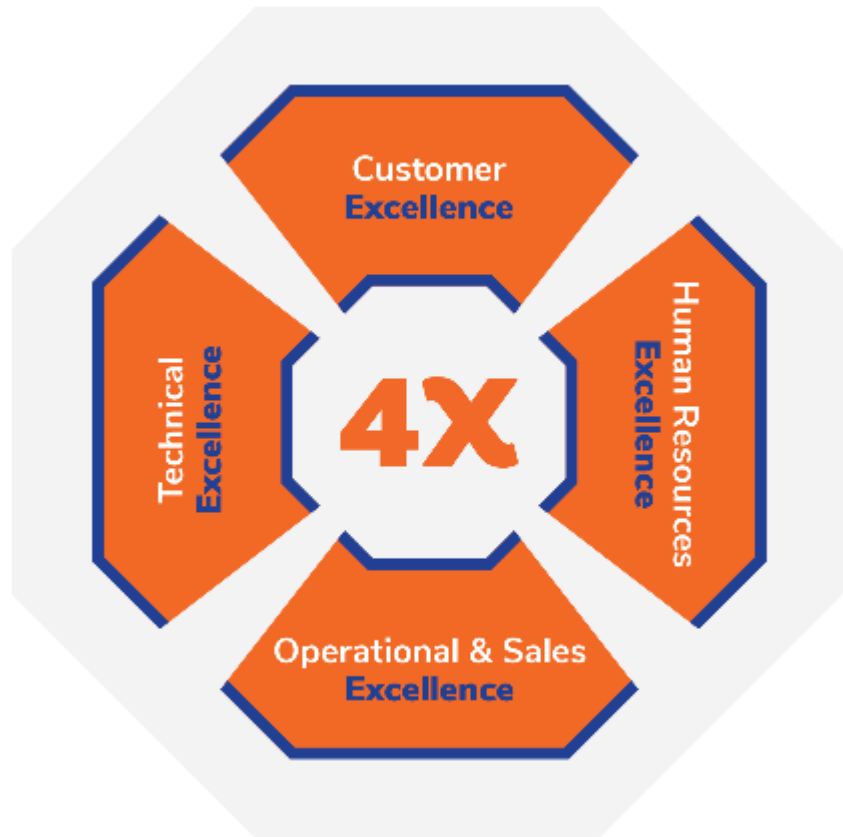 Customer
Excellence
Technical
Excellence
4X
Human Resources
Excellence
Operational & Sales
Excellence